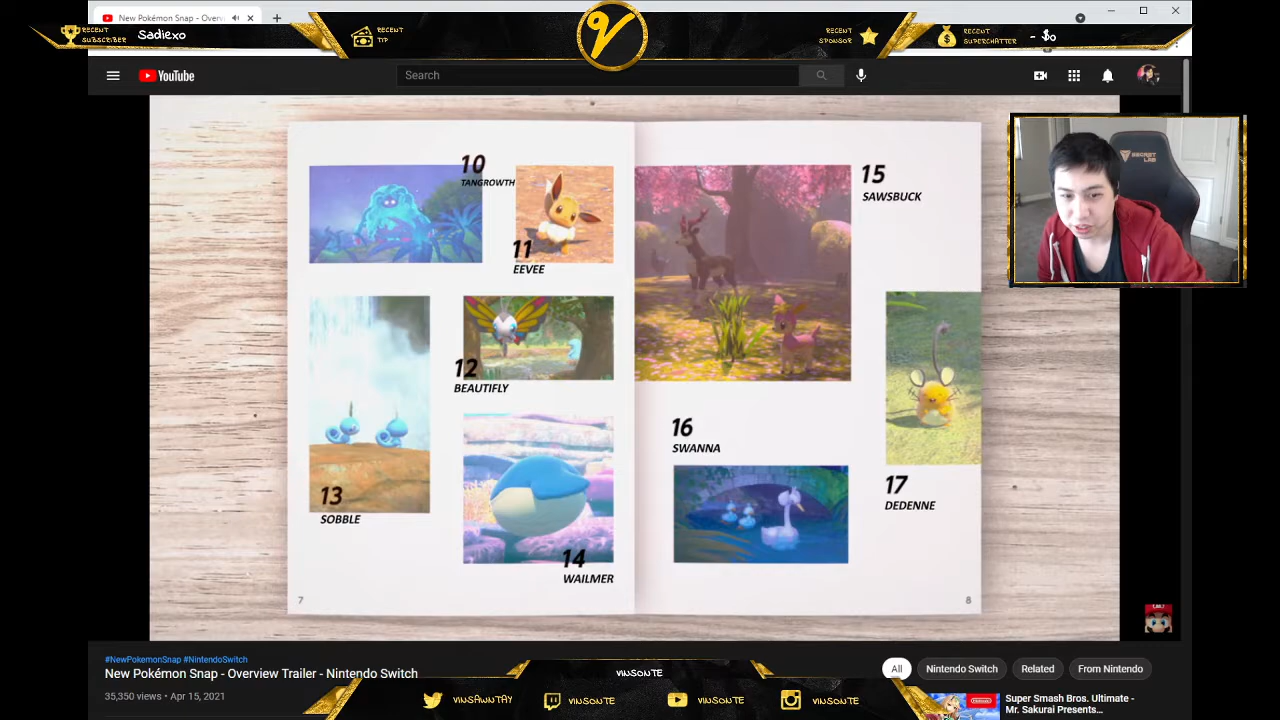 New Pokémon Snap - Overvi
RECENT SUBSCRIBER
Sadiexo
RECENT TIP
RECENT SPONSOR
RECENT SUPERCHATTER
- $0
YouTube
Search
10
TANGROWTH
11
EEVEE
12
BEAUTIFLY
13
SOBBLE
14
WAILMER
7
15
SAWSBUCK
16
SWANNA
17
DEDENNE
8
SECRETLAB
#NewPokemonSnap #NintendoSwitch
New Pokémon Snap - Overview Trailer - Nintendo Switch
35,350 views • Apr 15, 2021
All
Nintendo Switch
Related
From Nintendo
VINSONTE
VINSAWNTAY
VINSONTE
VINSONTE
VINSONTE
Super Smash Bros. Ultimate -
Mr. Sakurai Presents...